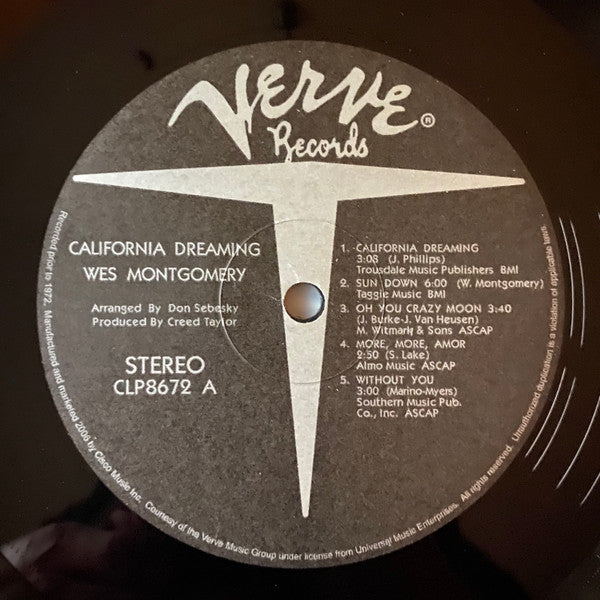 VERVE®
Records
CALIFORNIA DREAMING
WES MONTGOMERY
Arranged By Don Sebesky
Produced By Creed Taylor
STEREO
CLP8672 A
1. CALIFORNIA DREAMING
3:08 (J. Phillips)
Trousdale Music Publishers BMI
2. SUN DOWN 6:00 (W. Montgomery)
Taggie Music BMI
3. OH YOU CRAZY MOON 3:40
(J. Burke-J. Van Heusen)
M. Witmark & Sons ASCAP
4. MORE, MORE, AMOR
2:50 (S. Lake)
Almo Music ASCAP
5. WITHOUT YOU
3:00 (Marino-Myers)
Southern Music Pub.
Co., Inc. ASCAP
Recorded prior to 1972. Manufactured and marketed 2006 by Cisco Music Inc. Courtesy of the Verve Music Group under license from Universal Music Enterprises. All rights reserved. Unauthorized duplication is a violation of applicable laws.